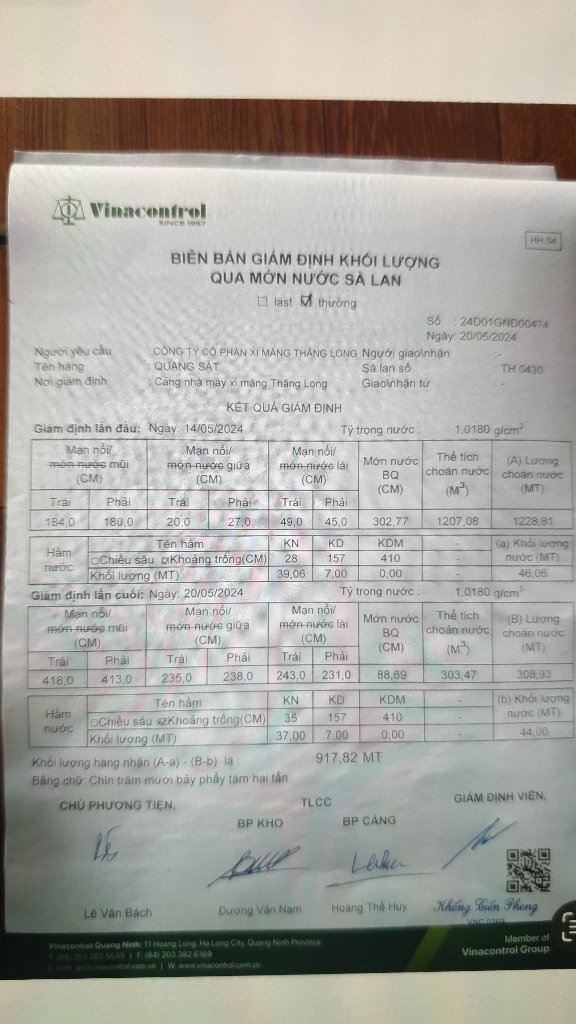 Vinacontrol
SINCE 1957
HH 04
BIÊN BẢN GIÁM ĐỊNH KHỐI LƯỢNG
QUA MỚN NƯỚC SÀ LAN
last thường
Số : 24D01GND00474
Ngày: 20/05/2024
Người yêu cầu : CÔNG TY CỔ PHẦN XI MĂNG THĂNG LONG Người giao\nhận :-
Tên hàng : QUẶNG SẮT Sà lan số : TH 0430
Nơi giám định : Cảng nhà máy xi măng Thăng Long Giao\nhận từ : -
KẾT QUẢ GIÁM ĐỊNH
Giám định lần đầu: Ngày: 14/05/2024 Tỷ trọng nước : 1,0180 g/cm³
Mạn nổi/ món nước mũi (CM) Mạn nổi/ món nước giữa (CM) Mạn nổi/ món nước lái (CM) Món nước BQ (CM) Thể tích choán nước (M³) (A) Lượng choán nước (MT)
Trái Phải Trái Phải Trái Phải
184,0 180,0 20,0 27,0 49,0 45,0 302,77 1207,08 1228,81
Hầm nước Tên hầm KN KD KDM - (a) Khối lượng nước (MT)
Chiều sâu Khoảng trống(CM) 28 157 410 -
Khối lượng (MT) 39,06 7,00 0,00 - 46,06
Giám định lần cuối: Ngày: 20/05/2024 Tỷ trọng nước : 1,0180 g/cm³
Mạn nổi/ món nước mũi (CM) Mạn nổi/ món nước giữa (CM) Mạn nổi/ món nước lái (CM) Món nước BQ (CM) Thể tích choán nước (M³) (B) Lượng choán nước (MT)
Trái Phải Trái Phải Trái Phải
418,0 413,0 235,0 238,0 243,0 231,0 88,69 303,47 308,93
Hầm nước Tên hầm KN KD KDM - (b) Khối lượng nước (MT)
Chiều sâu Khoảng trống(CM) 35 157 410 -
Khối lượng (MT) 37,00 7,00 0,00 - 44,00
Khối lượng hàng nhận (A-a) - (B-b) là : 917,82 MT
Bằng chữ: Chín trăm mười bảy phẩy tám hai tấn
CHỦ PHƯƠNG TIỆN, TLCC GIÁM ĐỊNH VIÊN,
BP KHO BP CẢNG
Lê Văn Bách Dương Văn Nam Hoàng Thế Huy Khổng Tiến Phong
VNC 0309
Vinacontrol Quảng Ninh: 11 Hoang Long, Ha Long City, Quang Ninh Province
Member of
Vinacontrol Group
F: (84) 203 382 6169
W: www.vinacontrol.com.vn